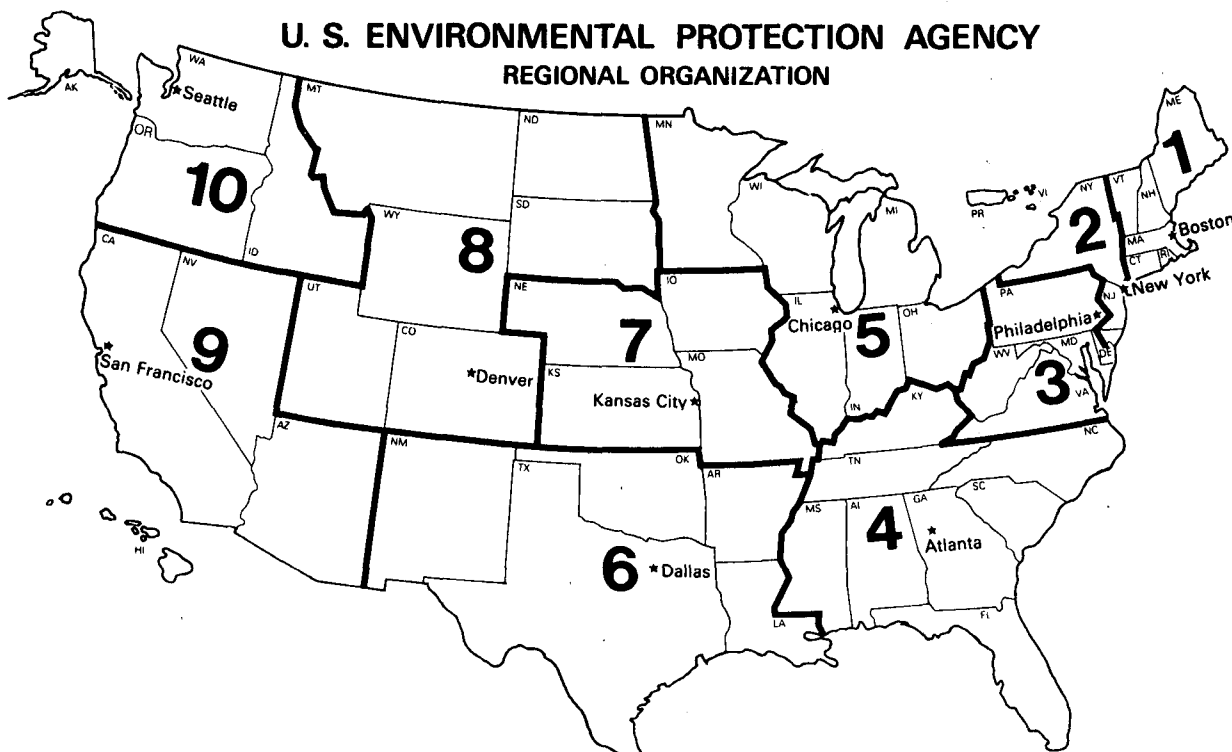 U. S. ENVIRONMENTAL PROTECTION AGENCY
REGIONAL ORGANIZATION
AK
WA
Seattle
OR
10
ID
MT
ND
SD
WY
8
MN
WI
MI
PR
VI
NY
2
VT
NH
ME
1
MA
Boston
CT
RI
New York
CA
NV
UT
9
San Francisco
CO
Denver
NE
IO
7
KS
MO
Kansas City
IL
Chicago
5
IN
OH
PA
Philadelphia
NJ
WV
MD
DE
3
VA
KY
NC
TN
AZ
NM
TX
OK
AR
6
Dallas
LA
MS
Al
4
GA
SC
Atlanta
FL
HI